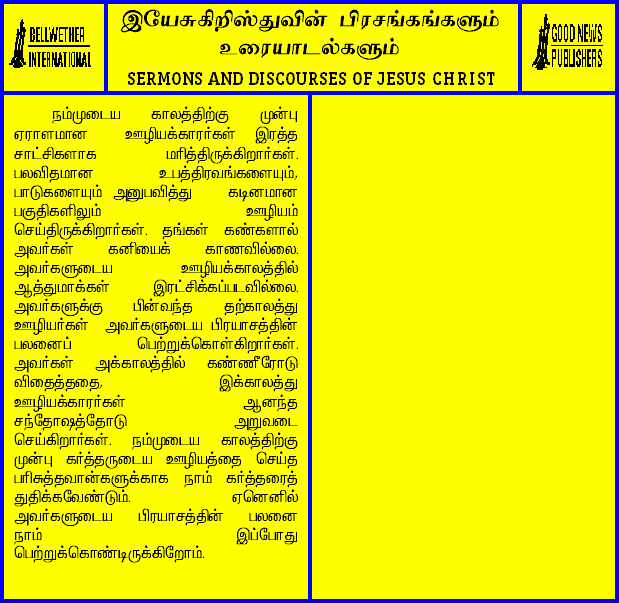 BELLWETHER
INTERNATIONAL
இயேசுகிறிஸ்துவின் பிரசங்கங்களும்
உரையாடல்களும்
SERMONS AND DISCOURSES OF JESUS CHRIST
GOOD NEWS
PUBLISHERS
நம்முடைய காலத்திற்கு முன்பு
ஏராளமான ஊழியக்காரர்கள் இரத்த
சாட்சிகளாக மரித்திருக்கிறார்கள்.
பலவிதமான உபத்திரவங்களையும்,
பாடுகளையும் அனுபவித்து கடினமான
பகுதிகளிலும் ஊழியம்
செய்திருக்கிறார்கள். தங்கள் கண்களால்
அவர்கள் கனியைக் காணவில்லை.
அவர்களுடைய ஊழியக்காலத்தில்
ஆத்துமாக்கள் இரட்சிக்கப்படவில்லை.
அவர்களுக்கு பின்வந்த தற்காலத்து
ஊழியர்கள் அவர்களுடைய பிரயாசத்தின்
பலனைப் பெற்றுக்கொள்கிறார்கள்.
அவர்கள் அக்காலத்தில் கண்ணீரோடு
விதைத்ததை, இக்காலத்து
ஊழியக்காரர்கள் ஆனந்த
சந்தோஷத்தோடு அறுவடை
செய்கிறார்கள். நம்முடைய காலத்திற்கு
முன்பு கர்த்தருடைய ஊழியத்தை செய்த
பரிசுத்தவான்களுக்காக நாம் கர்த்தரைத்
துதிக்கவேண்டும். ஏனெனில்
அவர்களுடைய பிரயாசத்தின் பலனை
நாம் இப்போது
பெற்றுக்கொண்டிருக்கிறோம்.